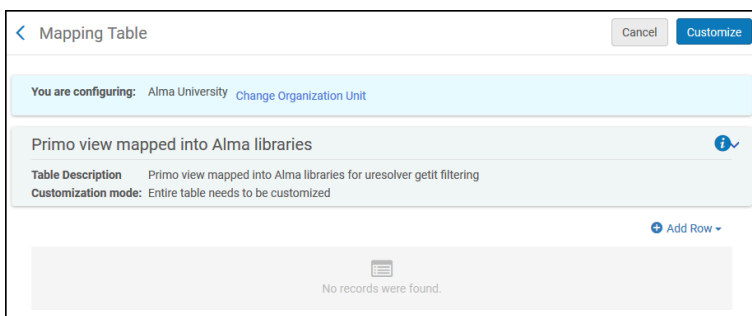 Mapping Table
Cancel
Customize
You are configuring: Alma University Change Organization Unit
Primo view mapped into Alma libraries
Table Description Primo view mapped into Alma libraries for uresolver getit filtering
Customization mode: Entire table needs to be customized
Add Row
No records were found.